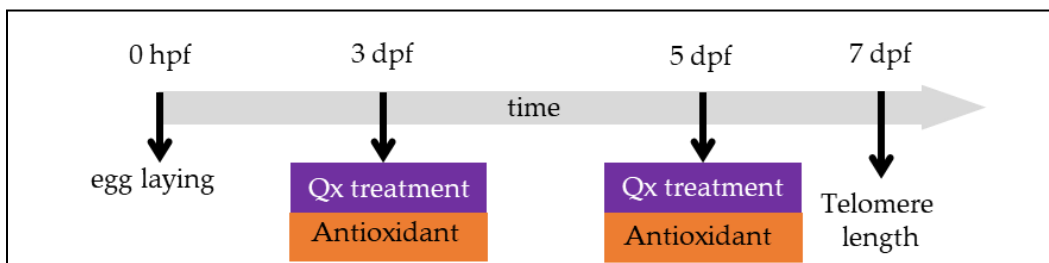 0 hpf 3 dpf 5 dpf 7 dpf
time
egg laying
Qx treatment Qx treatment
Antioxidant Antioxidant
Telomere
length